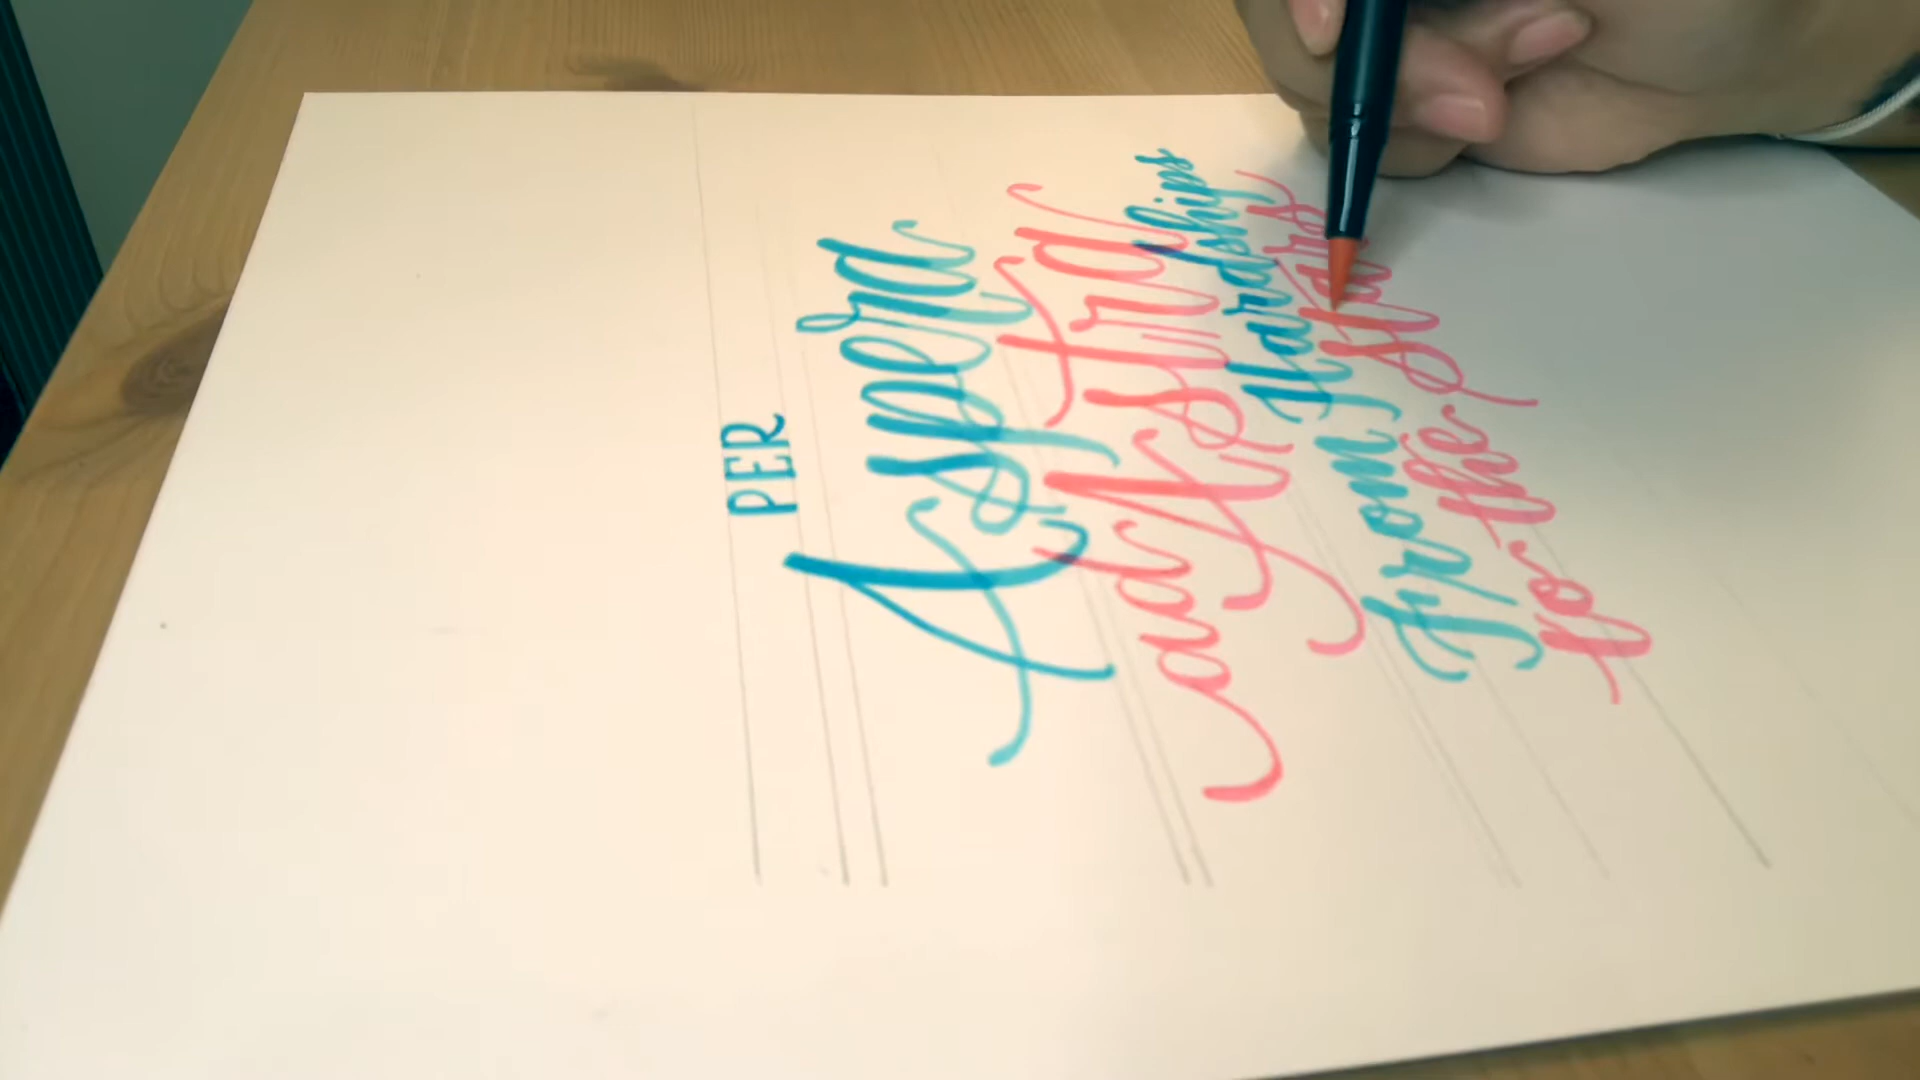 PER
Aspera
ad Astra
From Hardships
to the Stars